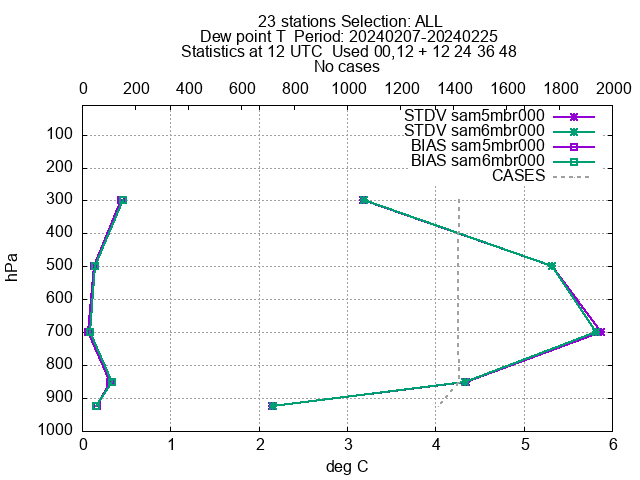 23 stations Selection: ALL
Dew point T  Period: 20240207-20240225
Statistics at 12 UTC  Used 00,12 + 12 24 36 48
No cases
0 200 400 600 800 1000 1200 1400 1600 1800 2000
STDV sam5mbr000
STDV sam6mbr000
BIAS sam5mbr000
BIAS sam6mbr000
CASES
100
200
300
400
500
600
700
800
900
1000
hPa
0 1 2 3 4 5 6
deg C